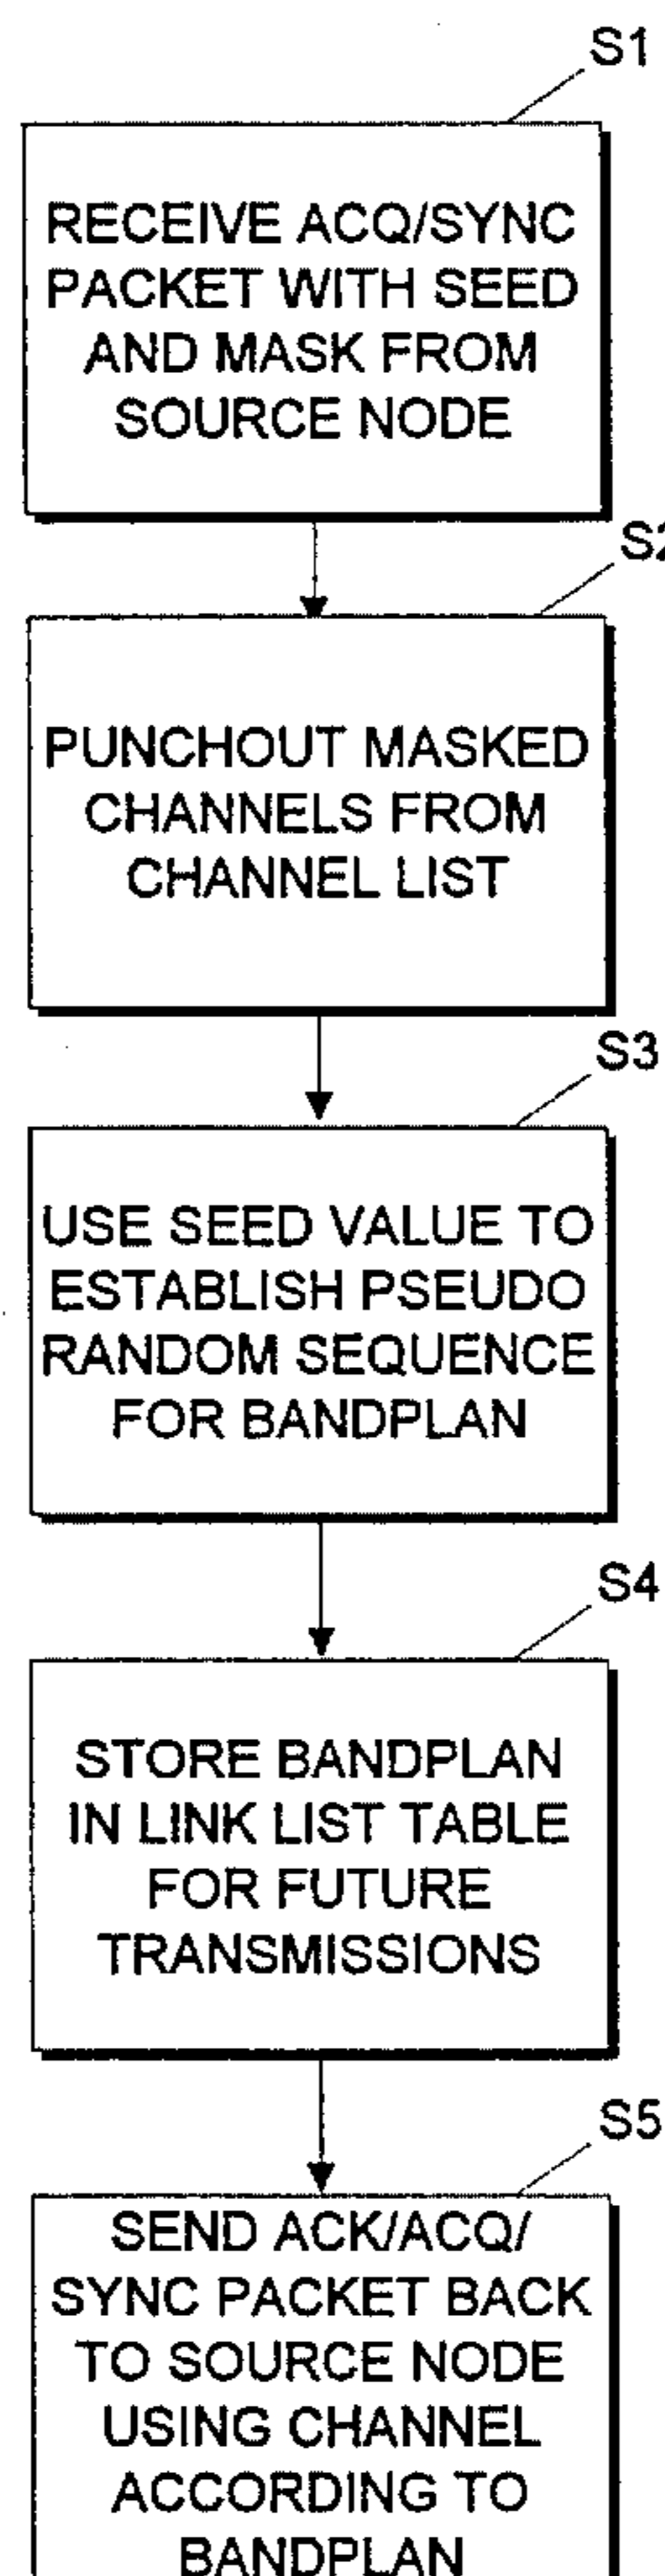 S1
RECEIVE ACQ/SYNC
PACKET WITH SEED
AND MASK FROM
SOURCE NODE
S2
PUNCHOUT MASKED
CHANNELS FROM
CHANNEL LIST
S3
USE SEED VALUE TO
ESTABLISH PSEUDO
RANDOM SEQUENCE
FOR BANDPLAN
S4
STORE BANDPLAN
IN LINK LIST TABLE
FOR FUTURE
TRANSMISSIONS
S5
SEND ACK/ACQ/
SYNC PACKET BACK
TO SOURCE NODE
USING CHANNEL
ACCORDING TO
BANDPLAN